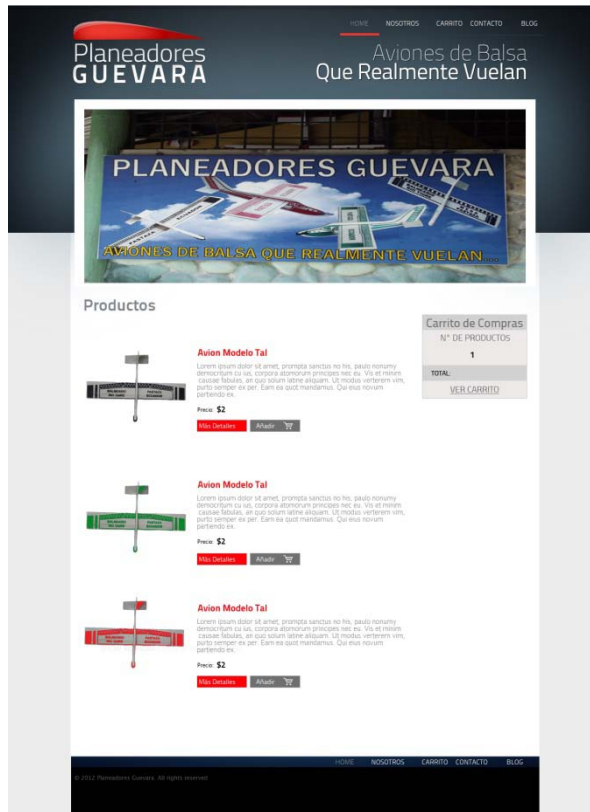 HOME NOSOTROS CARRITO CONTACTO BLOG
Planeadores
GUEVARA
Aviones de Balsa
Que Realmente Vuelan
PLANEADORES GUEVARA
AVIONES DE BALSA QUE REALMENTE VUELAN
Productos
Carrito de Compras
N° DE PRODUCTOS
1
TOTAL:
VER CARRITO
Avion Modelo Tal
Lorem ipsum dolor sit amet, prompta sanctus no his, paulo nonumy
democritum cu ius, corpora atomorum principes nec eu. Vis et minim
causae fabulas, an quo solum latine aliquam. Ut modus verterem vim,
purto semper ex per. Eam ea quot mandamus. Qui eius novum
partiendo ex.
Precio: $2
Más Detalles Añadir
Avion Modelo Tal
Lorem ipsum dolor sit amet, prompta sanctus no his, paulo nonumy
democritum cu ius, corpora atomorum principes nec eu. Vis et minim
causae fabulas, an quo solum latine aliquam. Ut modus verterem vim,
purto semper ex per. Eam ea quot mandamus. Qui eius novum
partiendo ex.
Precio: $2
Más Detalles Añadir
Avion Modelo Tal
Lorem ipsum dolor sit amet, prompta sanctus no his, paulo nonumy
democritum cu ius, corpora atomorum principes nec eu. Vis et minim
causae fabulas, an quo solum latine aliquam. Ut modus verterem vim,
purto semper ex per. Eam ea quot mandamus. Qui eius novum
partiendo ex.
Precio: $2
Más Detalles Añadir
HOME NOSOTROS CARRITO CONTACTO BLOG
© 2012 Planeadores Guevara. All rights reserved